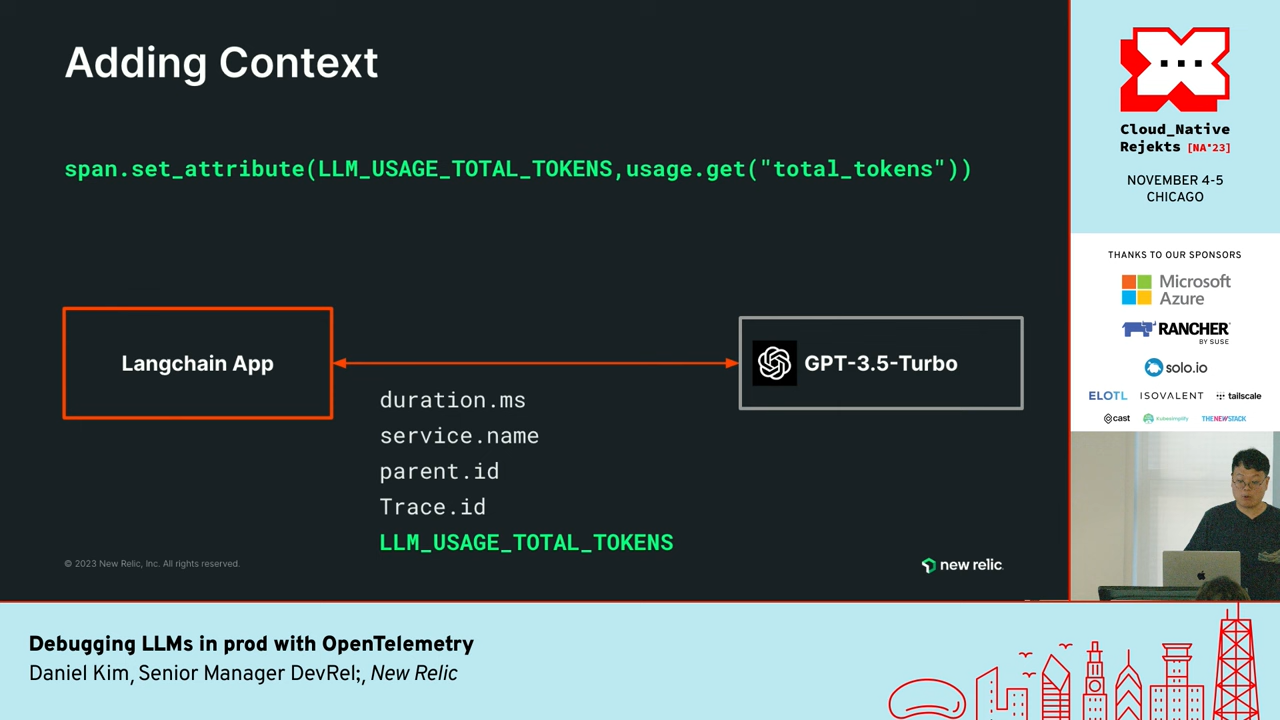 Adding Context
span.set_attribute(LLM_USAGE_TOTAL_TOKENS,usage.get("total_tokens"))
Langchain App
GPT-3.5-Turbo
duration.ms
service.name
parent.id
Trace.id
LLM_USAGE_TOTAL_TOKENS
© 2023 New Relic, Inc. All rights reserved.
new relic
Cloud_Native
Rejekts [NA'23]
NOVEMBER 4-5
CHICAGO
THANKS TO OUR SPONSORS
Microsoft
Azure
RANCHER
BY SUSE
solo.io
ELOTL ISOVALENT tailscale
cast kubesimplify THENEWSTACK
Debugging LLMs in prod with OpenTelemetry
Daniel Kim, Senior Manager DevRel;, New Relic